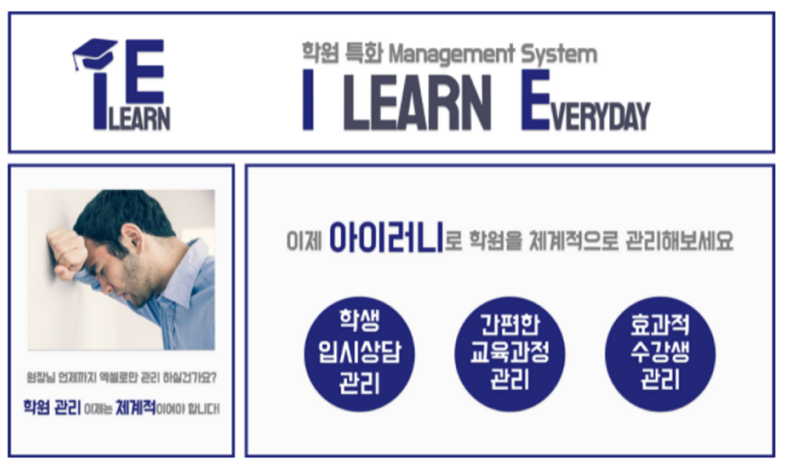 iE
LEARN
학원 특화 Management System
I LEARN EVERYDAY
원장님 언제까지 엑셀로만 관리 하실건가요?
학원 관리 이제는 체계적이어야 합니다!
이제 아이러니로 학원을 체계적으로 관리해보세요
학생
입시상담
관리
간편한
교육과정
관리
효과적
수강생
관리